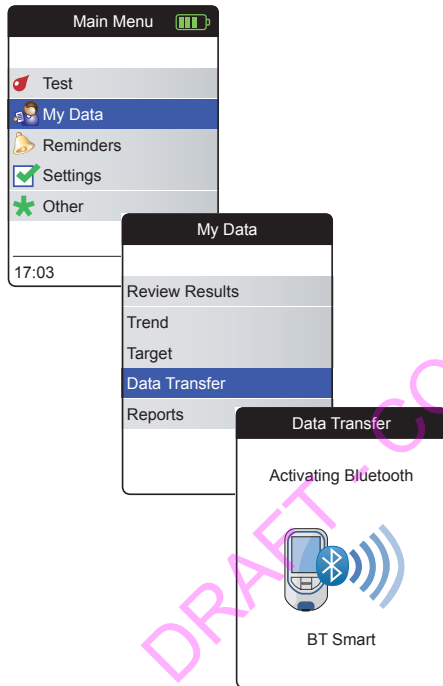 Main Menu
Test
My Data
Reminders
Settings
Other
17:03
My Data
Review Results
Trend
Target
Data Transfer
Reports
Data Transfer
Activating Bluetooth
BT Smart
DRAFT - CO